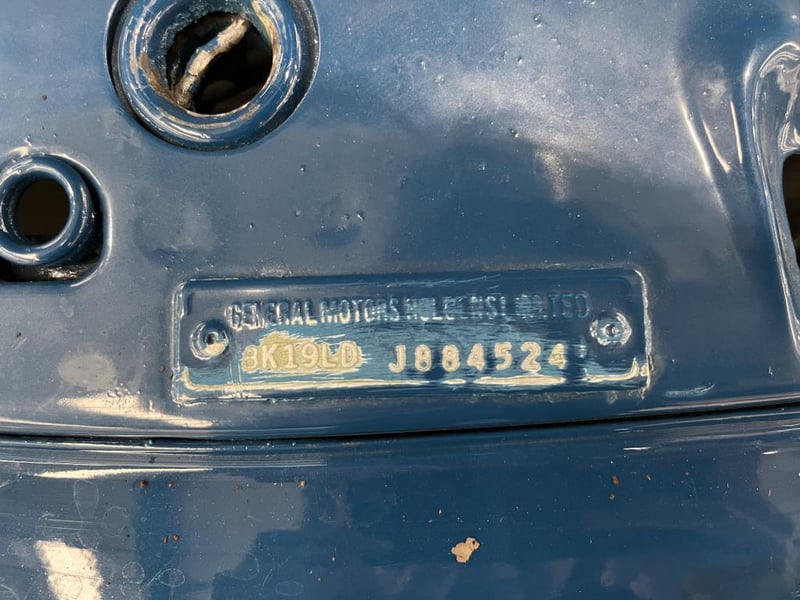 GENERAL MOTORS HOLDEN'S LIMITED
8K19LD J884524